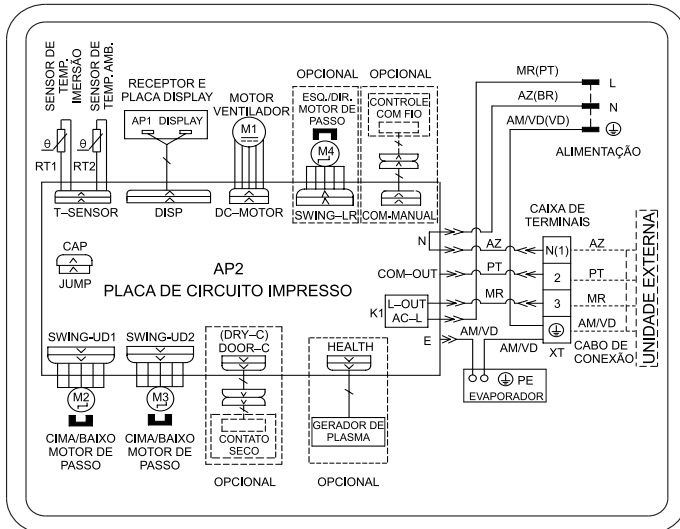 SENSOR DE
TEMP.
IMERSÃO
SENSOR DE
TEMP. AMB.
θ
RT1
θ
RT2
T-SENSOR
RECEPTOR E
PLACA DISPLAY
AP1 DISPLAY
DISP
MOTOR
VENTILADOR
M1
DC-MOTOR
OPCIONAL
ESQ./DIR.
MOTOR DE
PASSO
M4
SWING-LR
OPCIONAL
CONTROLE
COM FIO
COM-MANUAL
MR(PT)
L
AZ(BR)
N
AM/VD(VD)
ALIMENTAÇÃO
CAP
JUMP
AP2
PLACA DE CIRCUITO IMPRESSO
N
COM-OUT
K1
L-OUT
AC-L
E
AZ
PT
MR
AM/VD
AM/VD
CAIXA DE
TERMINAIS
N(1)
2
3
XT
AZ
PT
MR
AM/VD
CABO DE
CONEXÃO
UNIDADE EXTERNA
PE
EVAPORADOR
SWING-UD1
M2
CIMA/BAIXO
MOTOR DE
PASSO
SWING-UD2
M3
CIMA/BAIXO
MOTOR DE
PASSO
(DRY-C)
DOOR-C
CONTATO
SECO
OPCIONAL
HEALTH
GERADOR DE
PLASMA
OPCIONAL